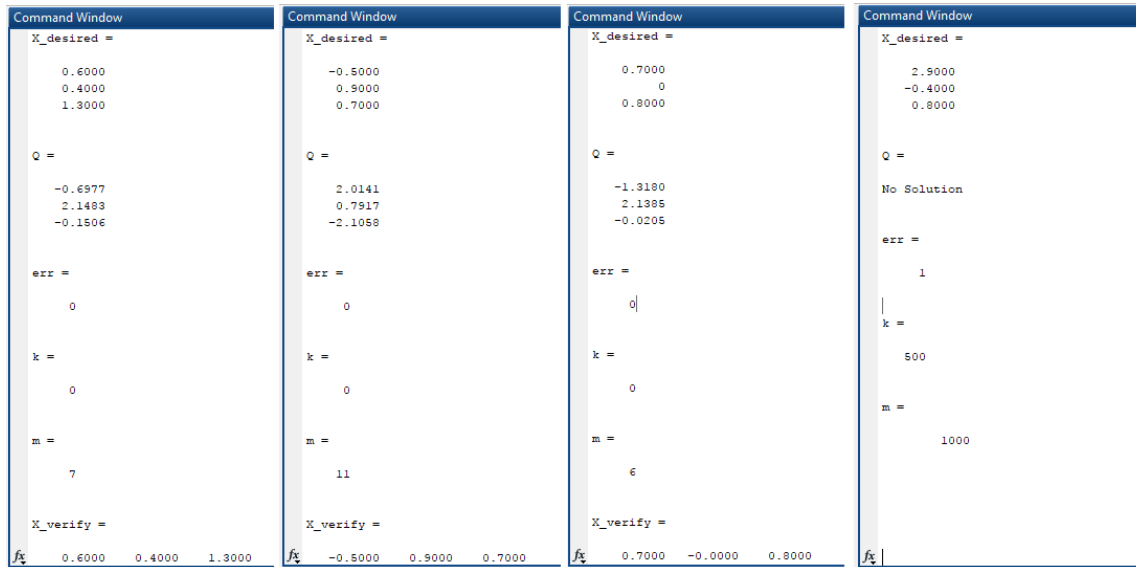 Command Window
X_desired =
0.6000
0.4000
1.3000
Q =
-0.6977
2.1483
-0.1506
err =
0
k =
0
m =
7
X_verify =
fx 0.6000 0.4000 1.3000
Command Window
X_desired =
-0.5000
0.9000
0.7000
Q =
2.0141
0.7917
-2.1058
err =
0
k =
0
m =
11
X_verify =
fx -0.5000 0.9000 0.7000
Command Window
X_desired =
0.7000
0
0.8000
Q =
-1.3180
2.1385
-0.0205
err =
0
k =
0
m =
6
X_verify =
fx 0.7000 -0.0000 0.8000
Command Window
X_desired =
2.9000
-0.4000
0.8000
Q =
No Solution
err =
1
k =
500
m =
1000
fx